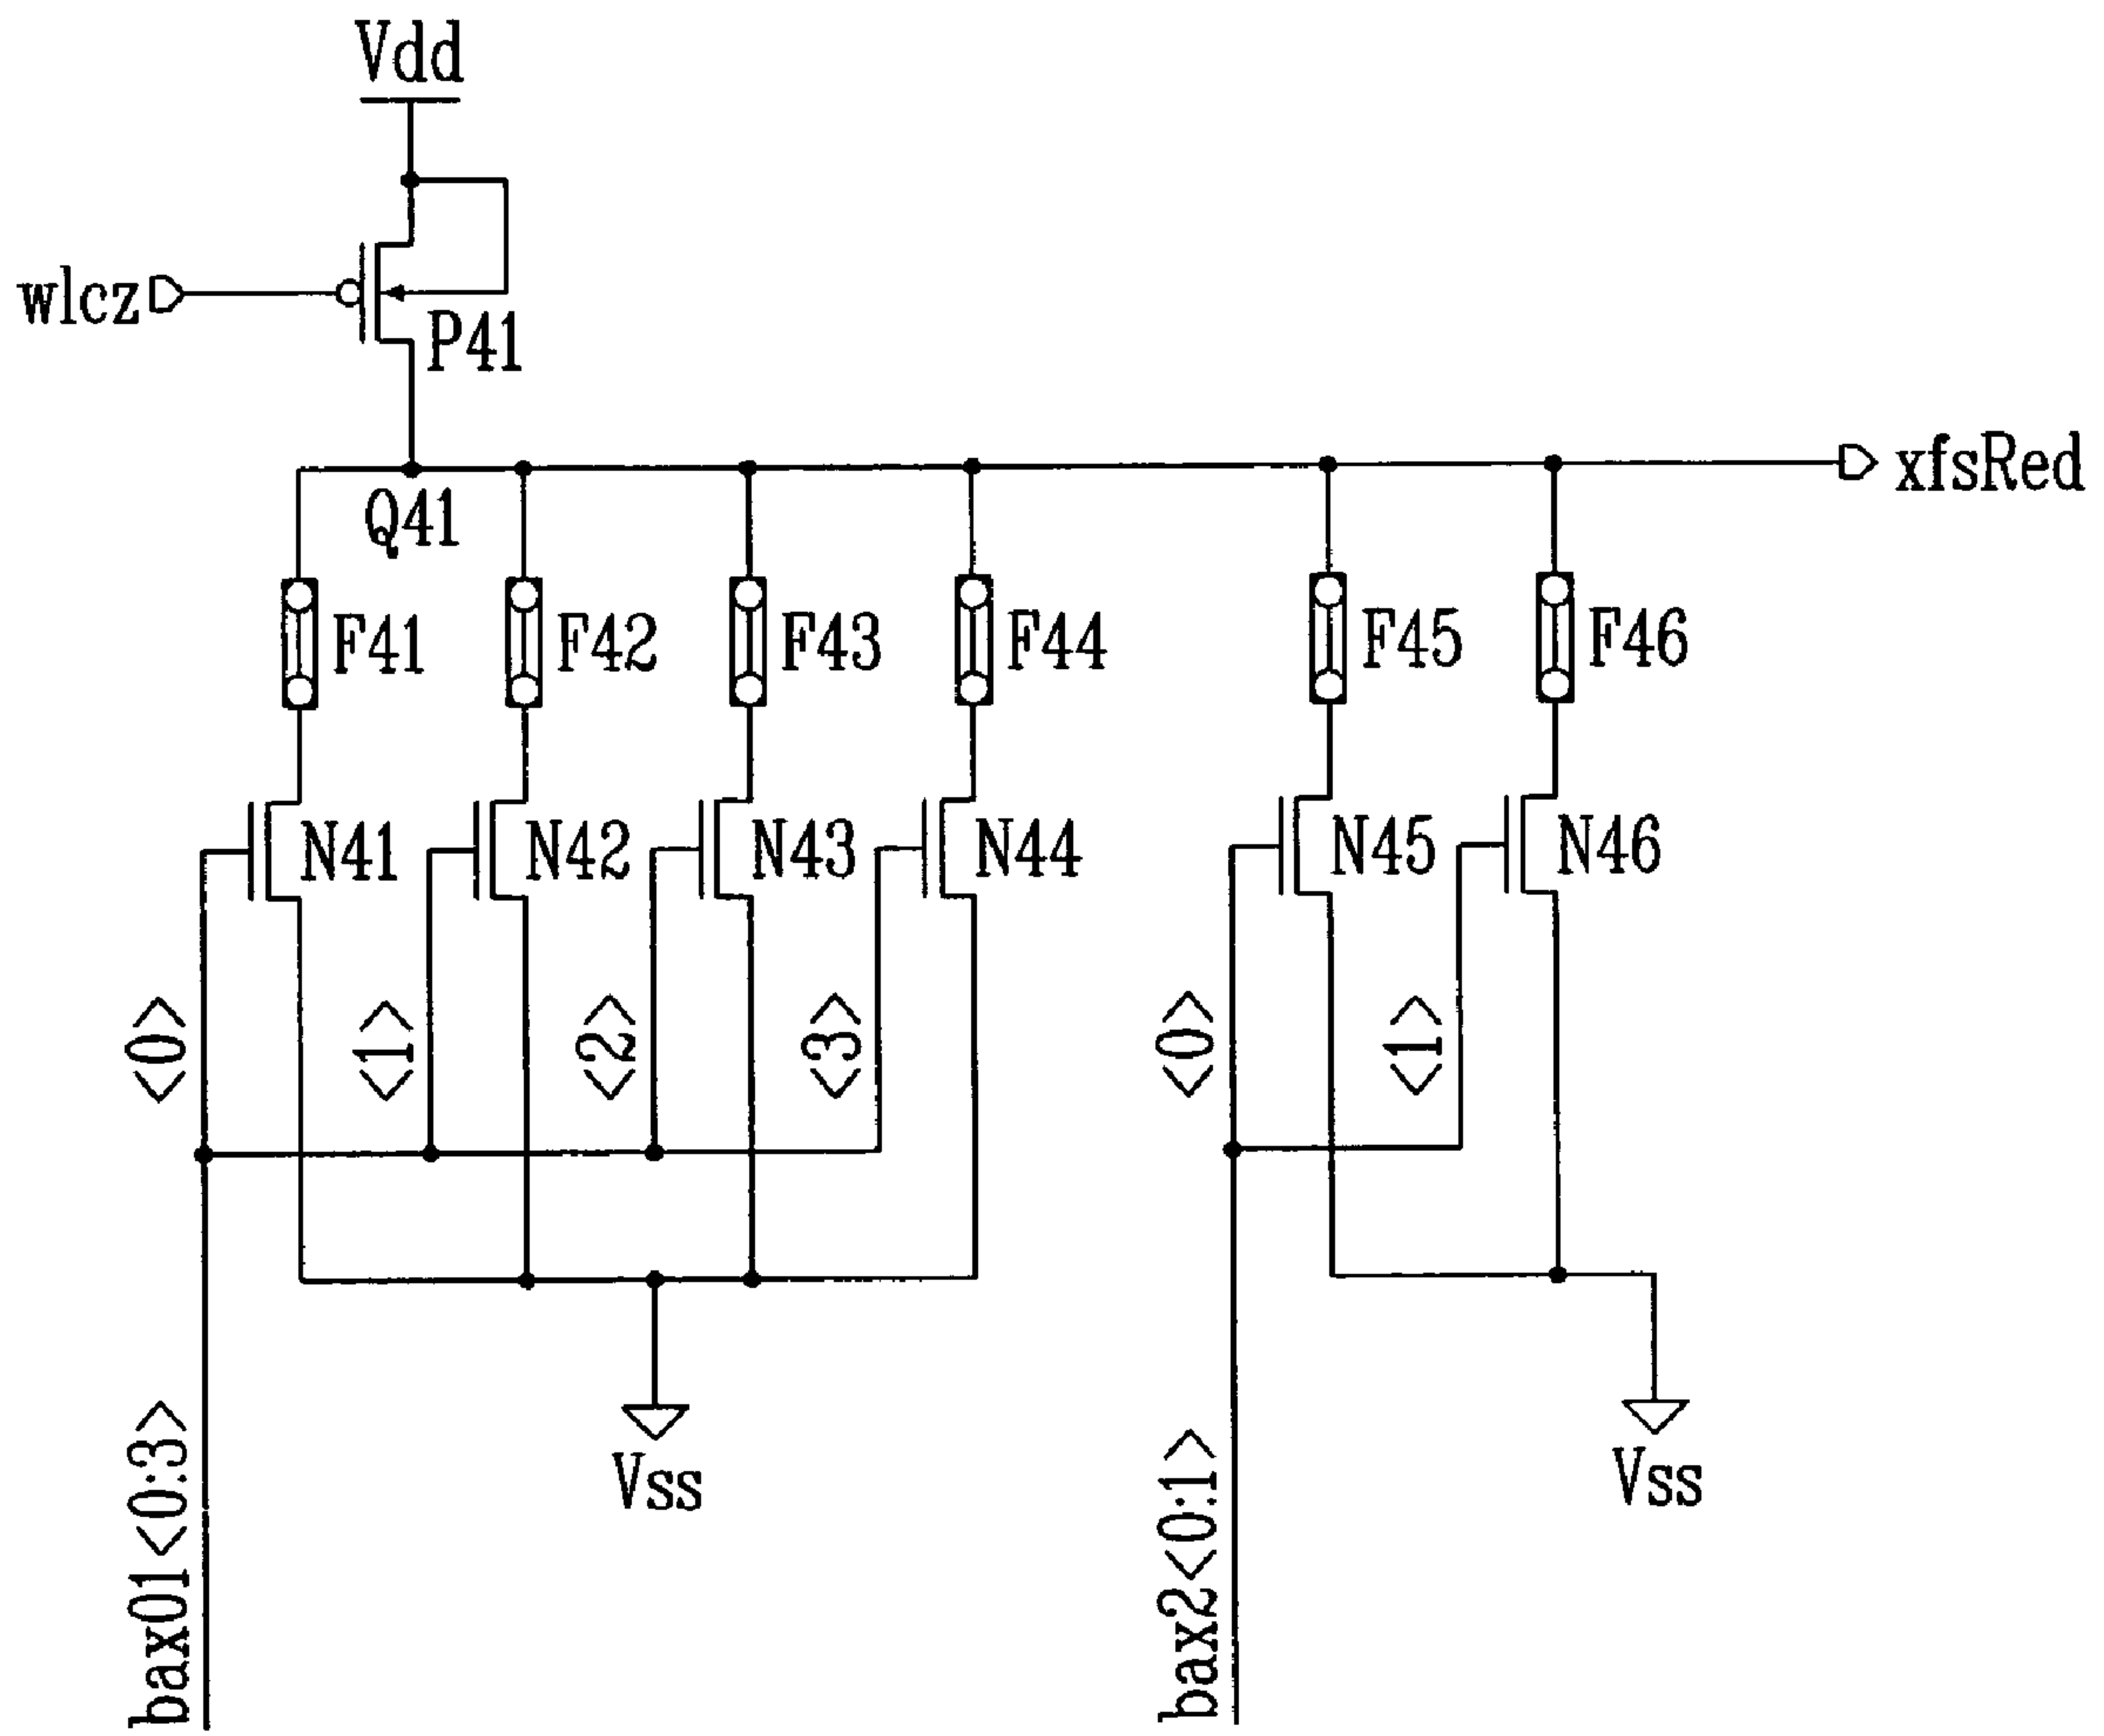 Vdd
wlcz
P41
xfsRed
Q41
F41 F42 F43 F44 F45 F46
N41 N42 N43 N44 N45 N46
<0> <1> <2> <3> <0> <1>
Vss Vss
bax01<0:3> bax2<0:1>